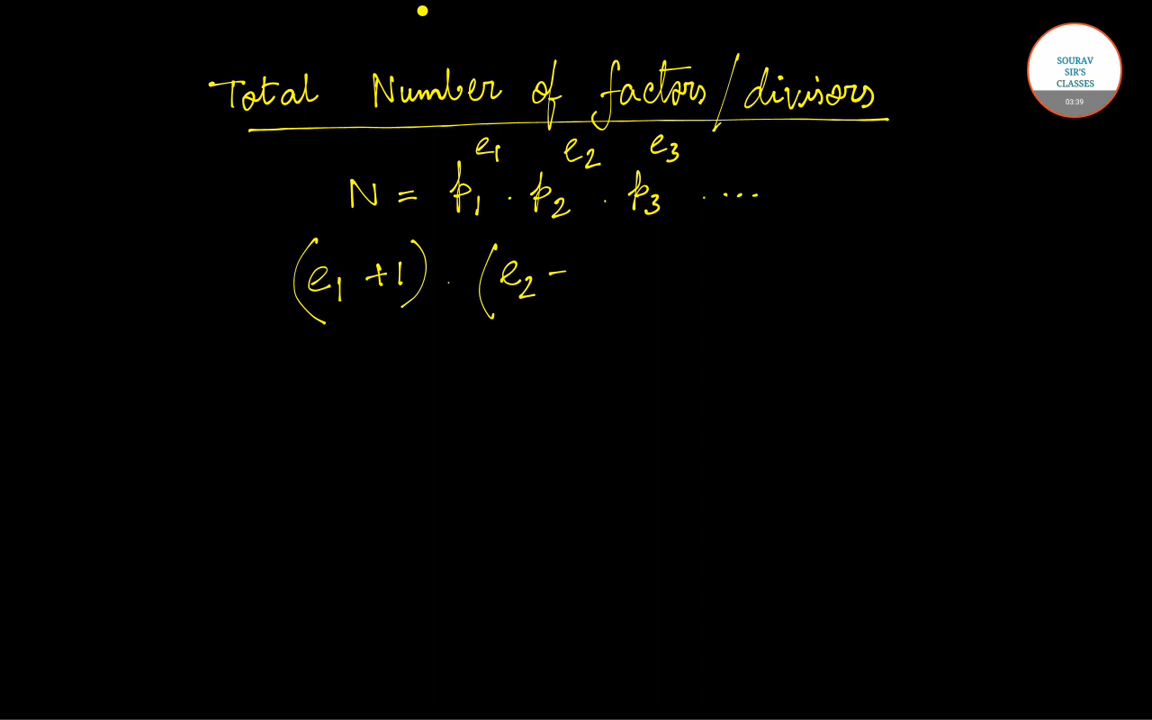 Total Number of factors/divisors
N = p₁^e₁ . p₂^e₂ . p₃^e₃ . ...
(e₁ +1) . (e₂ -
SOURAV
SIR'S
CLASSES
03:39